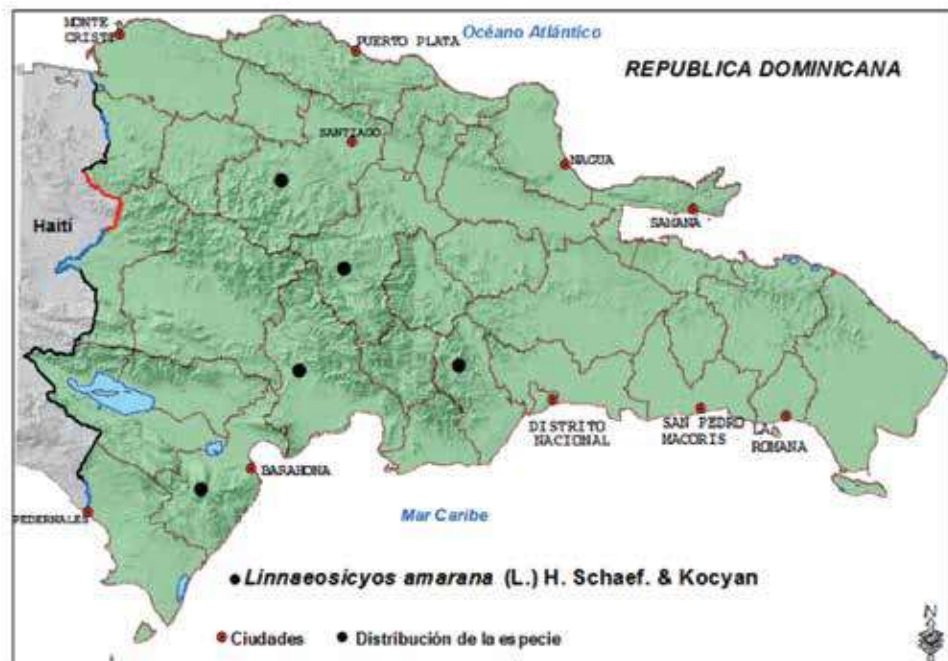 MONTE
CRISTI
PUERTO PLATA
Océano Atlántico
REPUBLICA DOMINICANA
SANTIAGO
NAGUA
Haití
SAMANA
DISTRITO
NACIONAL
SAN PEDRO
MACORIS
LA
ROMANA
BARAHONA
PEDERNALES
Mar Caribe
Linnaeosicyos amarana (L.) H. Schaef. & Kocyan
Ciudades
Distribución de la especie
N